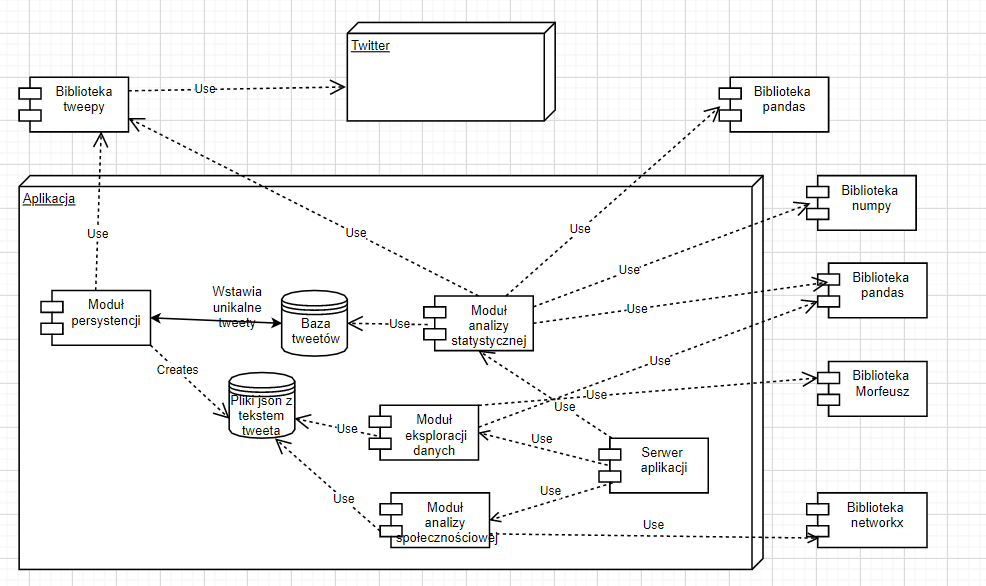 Twitter
Biblioteka
tweepy
Use
Biblioteka
pandas
Aplikacja
Biblioteka
numpy
Use
Use
Use
Use
Biblioteka
pandas
Moduł
persystencji
Wstawia
unikalne
tweety
Baza
tweetów
Use
Moduł
analizy
statystycznej
Use
Creates
Use
Biblioteka
Morfeusz
Pliki json z
tekstem
tweeta
Use
Use
Use
Moduł
eksploracji
danych
Use
Serwer
aplikacji
Use
Use
Moduł
analizy
społecznościowej
Use
Biblioteka
networkx